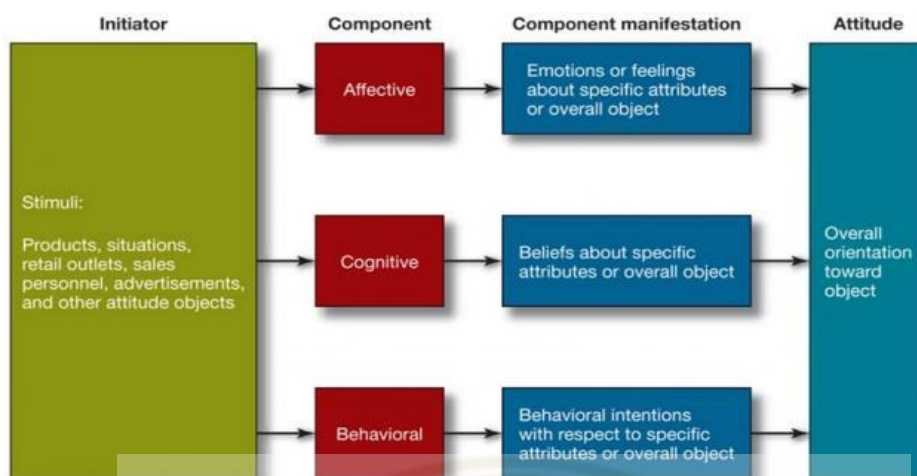 Initiator
Component
Component manifestation
Attitude
Stimuli:
Products, situations,
retail outlets, sales
personnel, advertisements,
and other attitude objects
Affective
Emotions or feelings
about specific attributes
or overall object
Cognitive
Beliefs about specific
attributes or overall object
Behavioral
Behavioral intentions
with respect to specific
attributes or overall object
Overall
orientation
toward
object